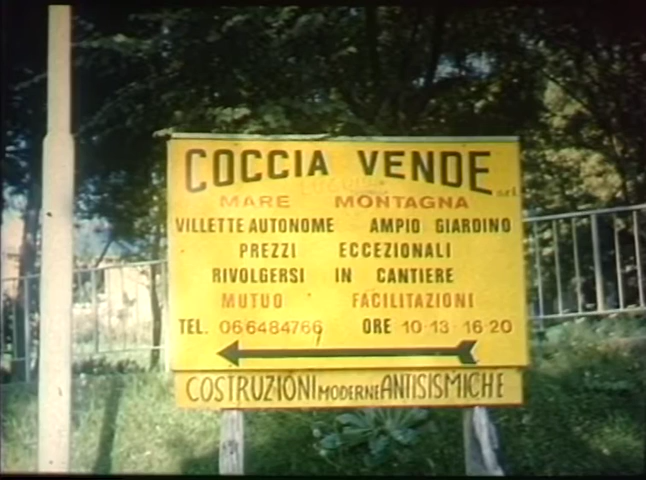 COCCIA VENDE srl
MARE MONTAGNA
VILLETTE AUTONOME AMPIO GIARDINO
PREZZI ECCEZIONALI
RIVOLGERSI IN CANTIERE
MUTUO FACILITAZIONI
TEL. 066484766 ORE 10-13-16-20
COSTRUZIONI MODERNE ANTISISMICHE